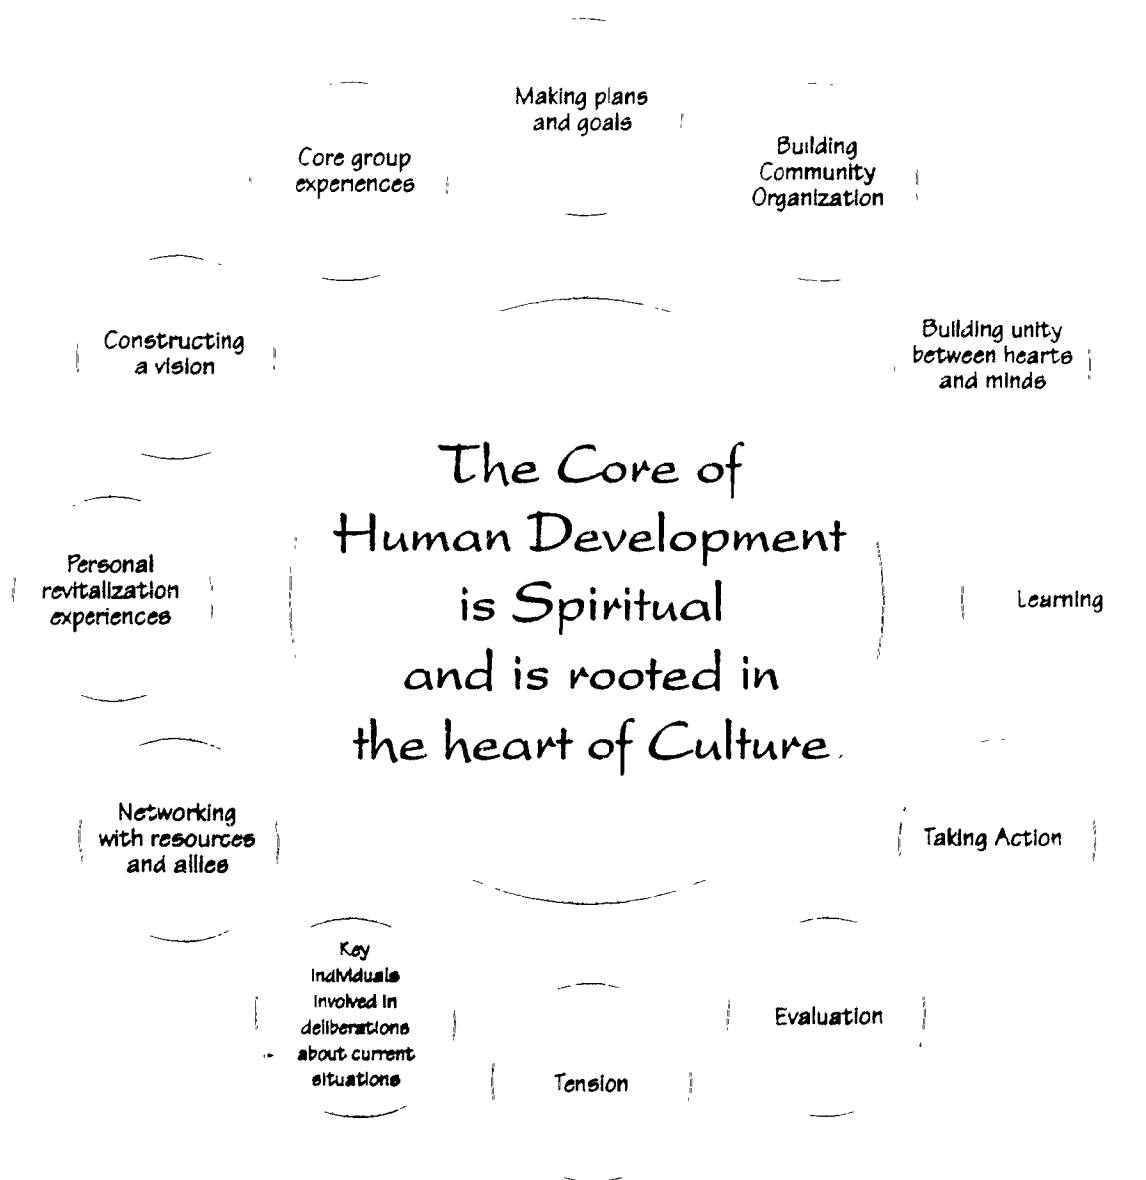 Making plans
and goals
Building
Community
Organization
Building unity
between hearts
and minds
Learning
Taking Action
Evaluation
Tension
Key
individuals
involved in
deliberations
about current
situations
Networking
with resources
and allies
Personal
revitalization
experiences
Constructing
a vision
Core group
experiences
The Core of
Human Development
is Spiritual
and is rooted in
the heart of Culture.